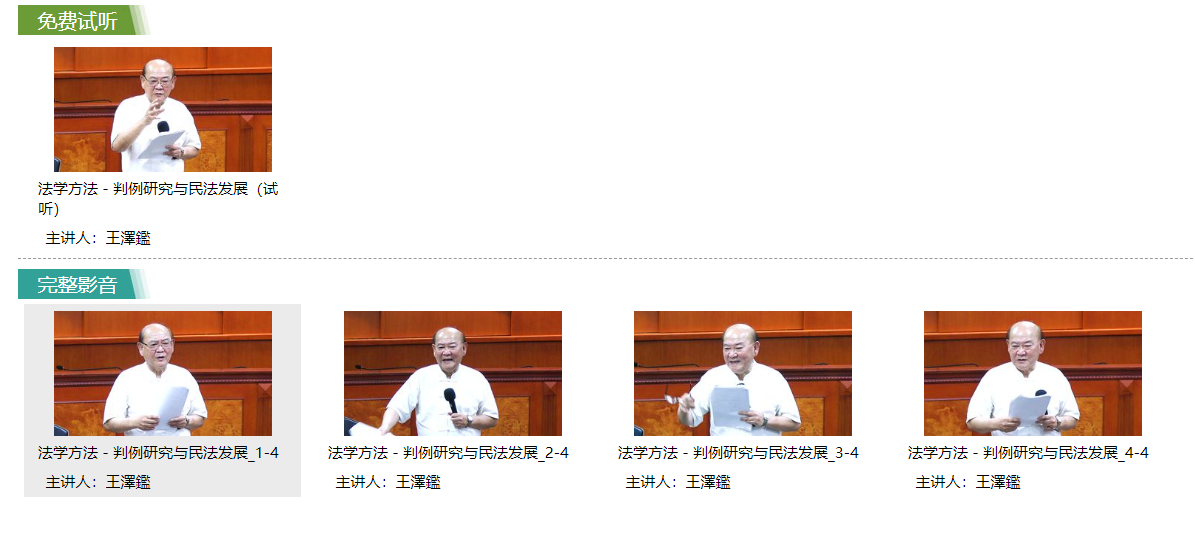 免费试听
法学方法 - 判例研究与民法发展（试
听）
主讲人：王澤鑑
完整影音
法学方法 - 判例研究与民法发展_1-4
主讲人：王澤鑑
法学方法 - 判例研究与民法发展_2-4
主讲人：王澤鑑
法学方法 - 判例研究与民法发展_3-4
主讲人：王澤鑑
法学方法 - 判例研究与民法发展_4-4
主讲人：王澤鑑